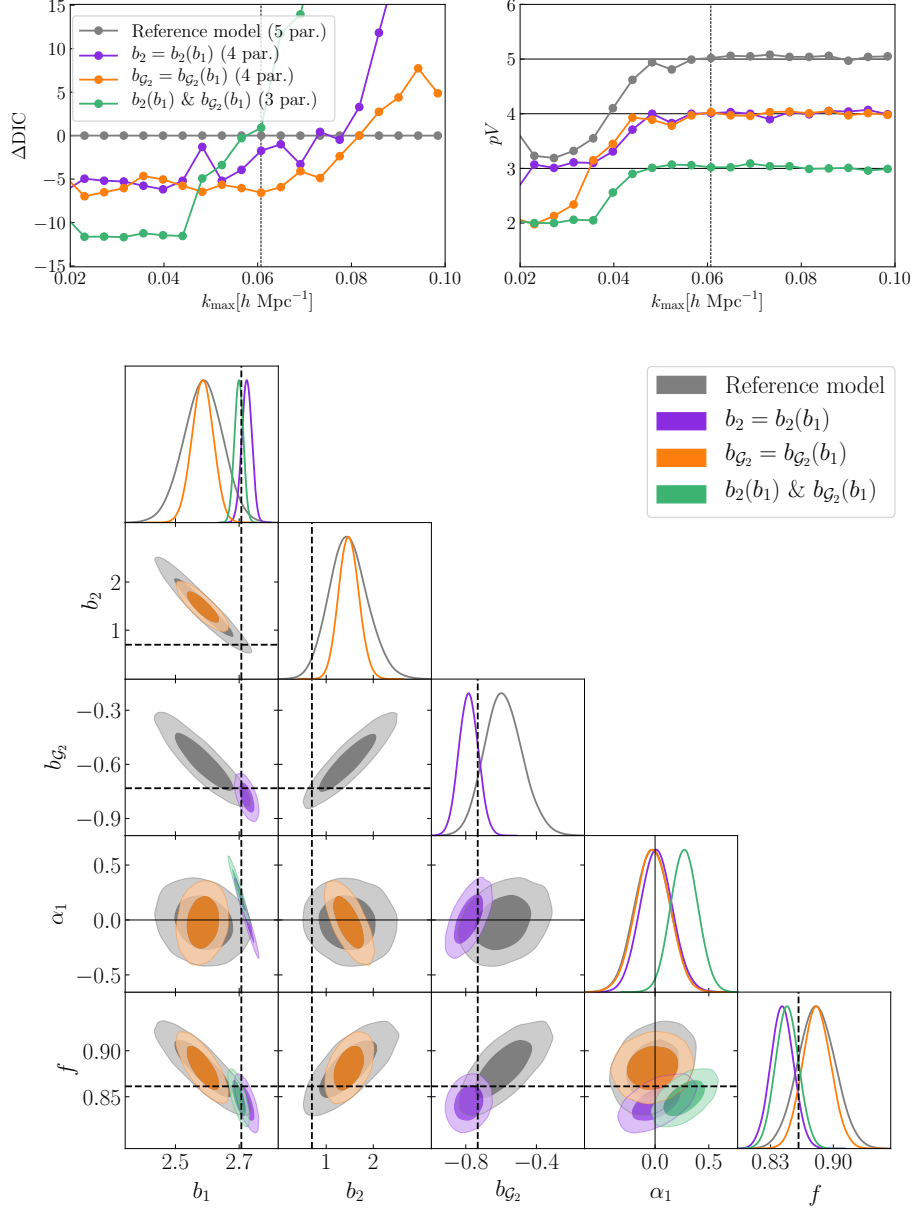 15
10
5
0
−5
−10
−15
ΔDIC
Reference model (5 par.)
b₂ = b₂(b₁) (4 par.)
b_𝒢₂ = b_𝒢₂(b₁) (4 par.)
b₂(b₁) & b_𝒢₂(b₁) (3 par.)
0.02 0.04 0.06 0.08 0.10
k_max[h Mpc⁻¹]
6
5
4
3
2
pV
0.02 0.04 0.06 0.08 0.10
k_max[h Mpc⁻¹]
Reference model
b₂ = b₂(b₁)
b_𝒢₂ = b_𝒢₂(b₁)
b₂(b₁) & b_𝒢₂(b₁)
b₂
2
1
b_𝒢₂
−0.3
−0.6
−0.9
α₁
0.5
0.0
−0.5
f
0.90
0.85
2.5 2.7
1 2
−0.8 −0.4
0.0 0.5
0.83 0.90
b₁
b₂
b_𝒢₂
α₁
f